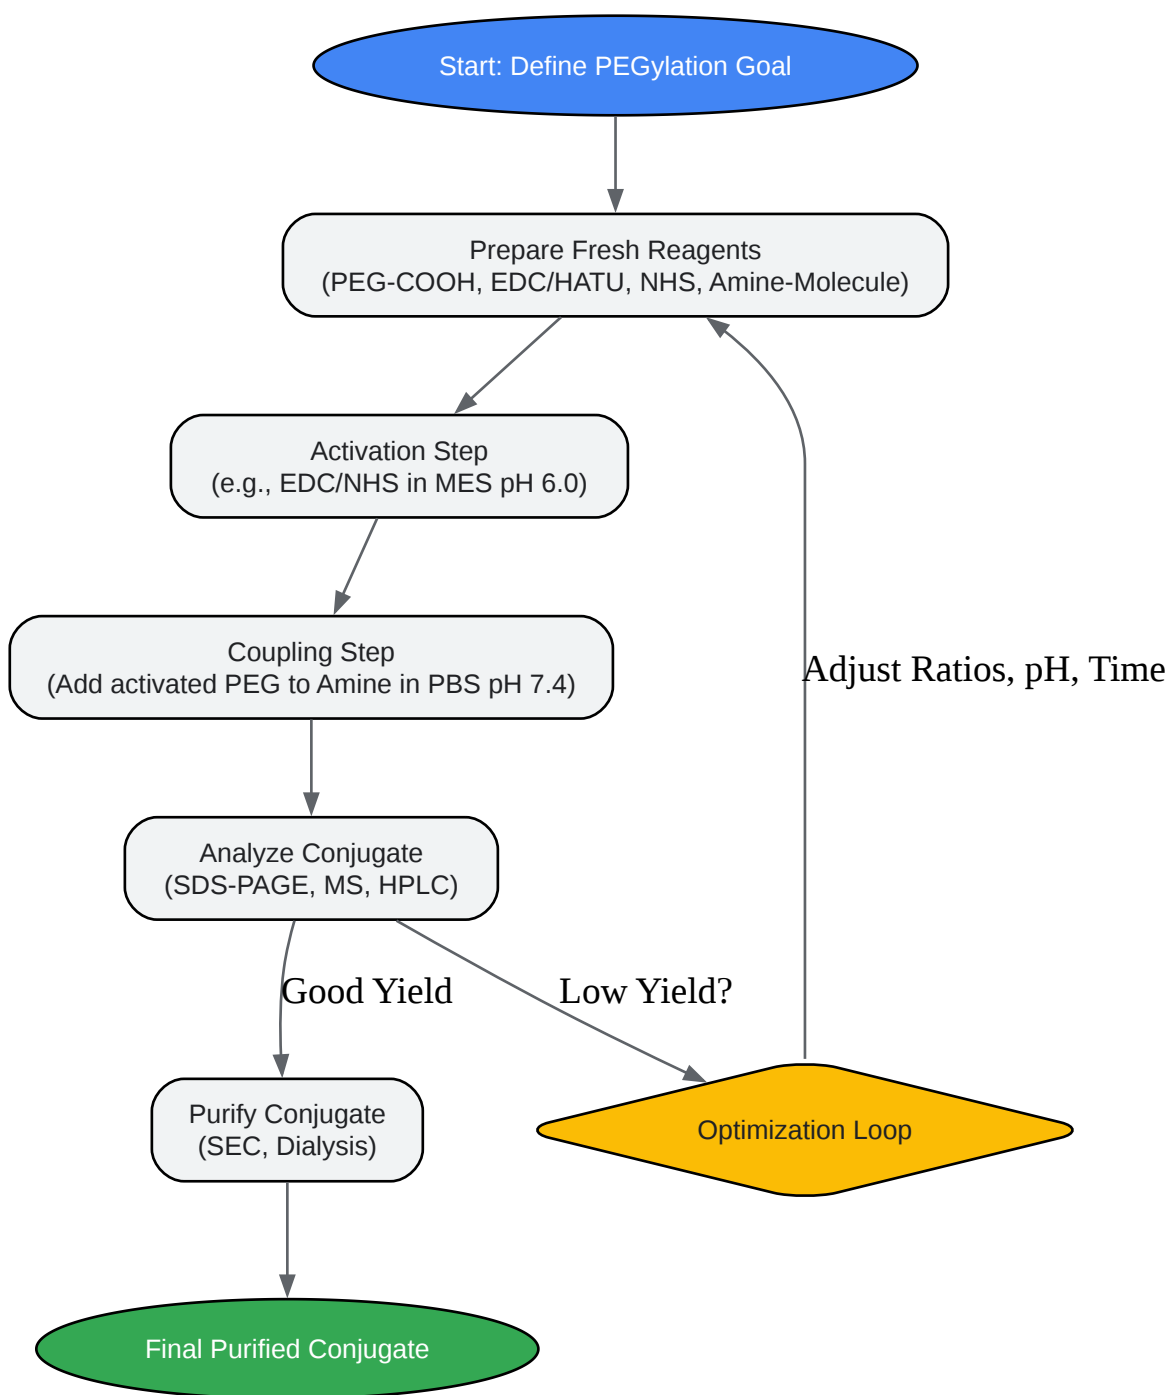 Start: Define PEGylation Goal
Prepare Fresh Reagents
(PEG-COOH, EDC/HATU, NHS, Amine-Molecule)
Activation Step
(e.g., EDC/NHS in MES pH 6.0)
Coupling Step
(Add activated PEG to Amine in PBS pH 7.4)
Adjust Ratios, pH, Time
Analyze Conjugate
(SDS-PAGE, MS, HPLC)
Good Yield
Low Yield?
Purify Conjugate
(SEC, Dialysis)
Optimization Loop
Final Purified Conjugate